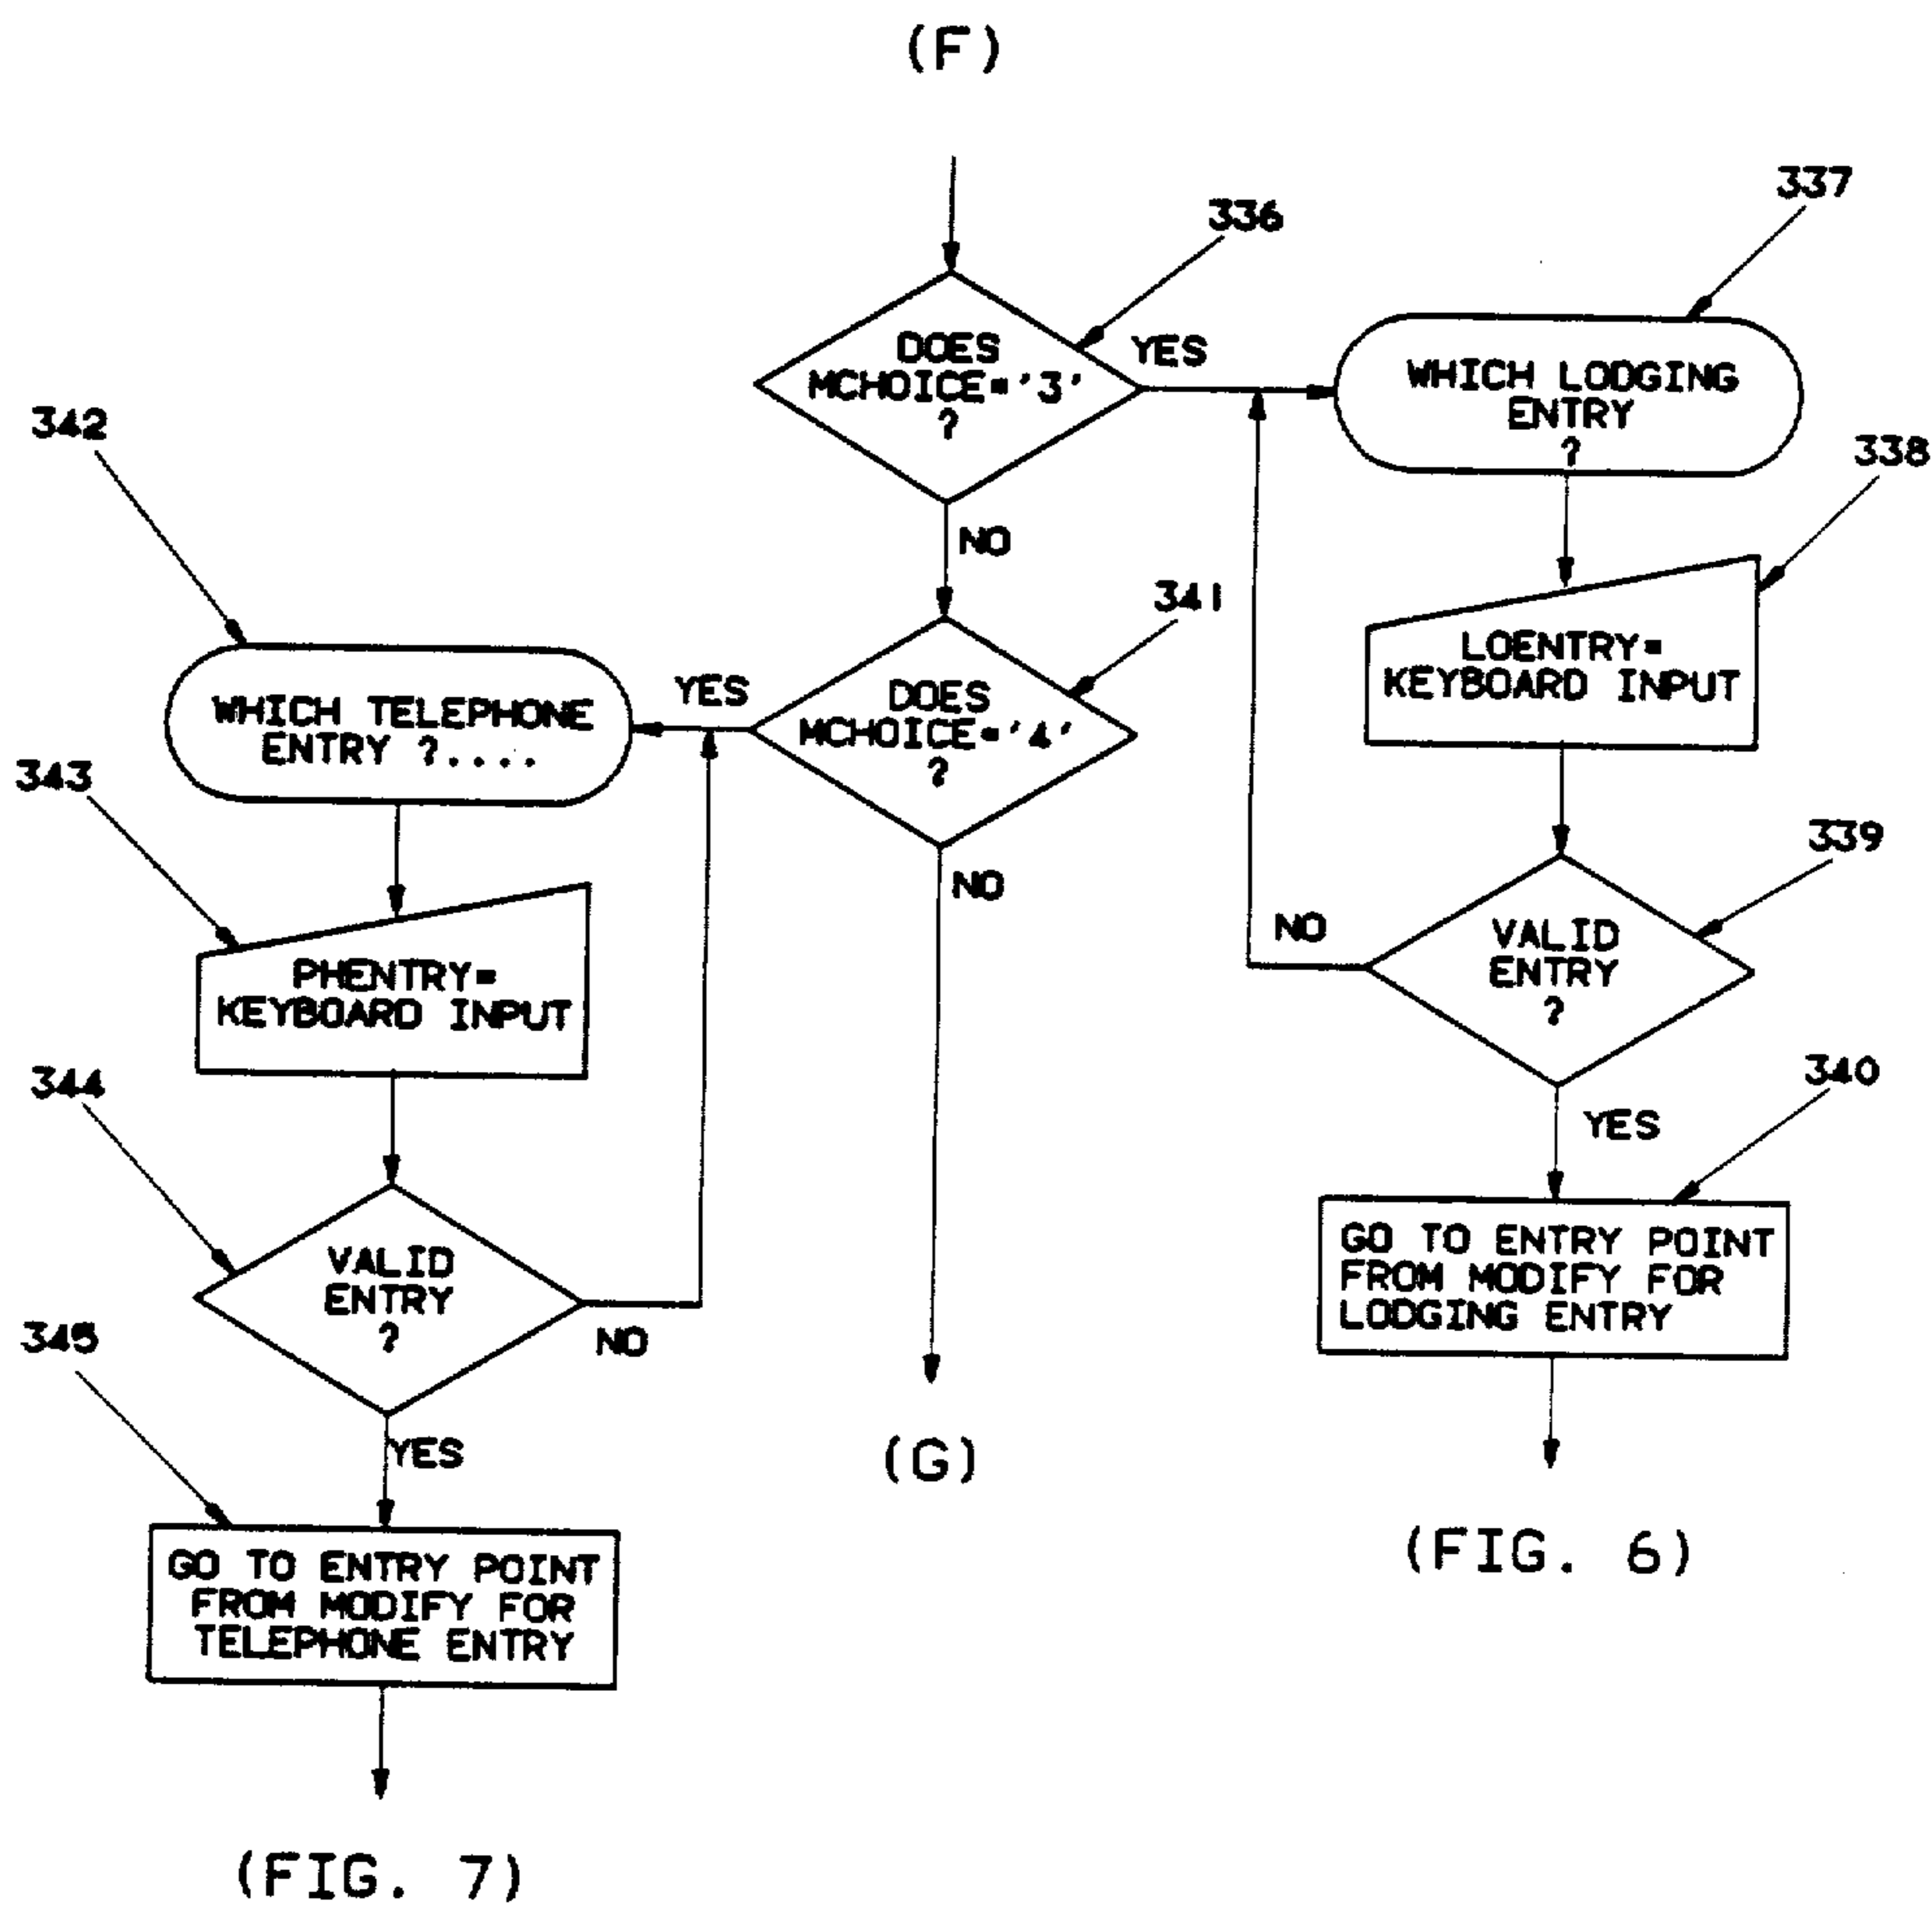 (F)
336
337
DOES
MCHOICE='3'
?
YES
WHICH LODGING
ENTRY
?
342
338
NO
341
LOENTRY=
KEYBOARD INPUT
WHICH TELEPHONE
ENTRY ?....
YES
DOES
MCHOICE='4'
?
343
339
NO
VALID
ENTRY
?
NO
PHENTRY=
KEYBOARD INPUT
344
340
YES
VALID
ENTRY
?
NO
GO TO ENTRY POINT
FROM MODIFY FOR
LODGING ENTRY
345
YES
(G)
(FIG. 6)
GO TO ENTRY POINT
FROM MODIFY FOR
TELEPHONE ENTRY
(FIG. 7)